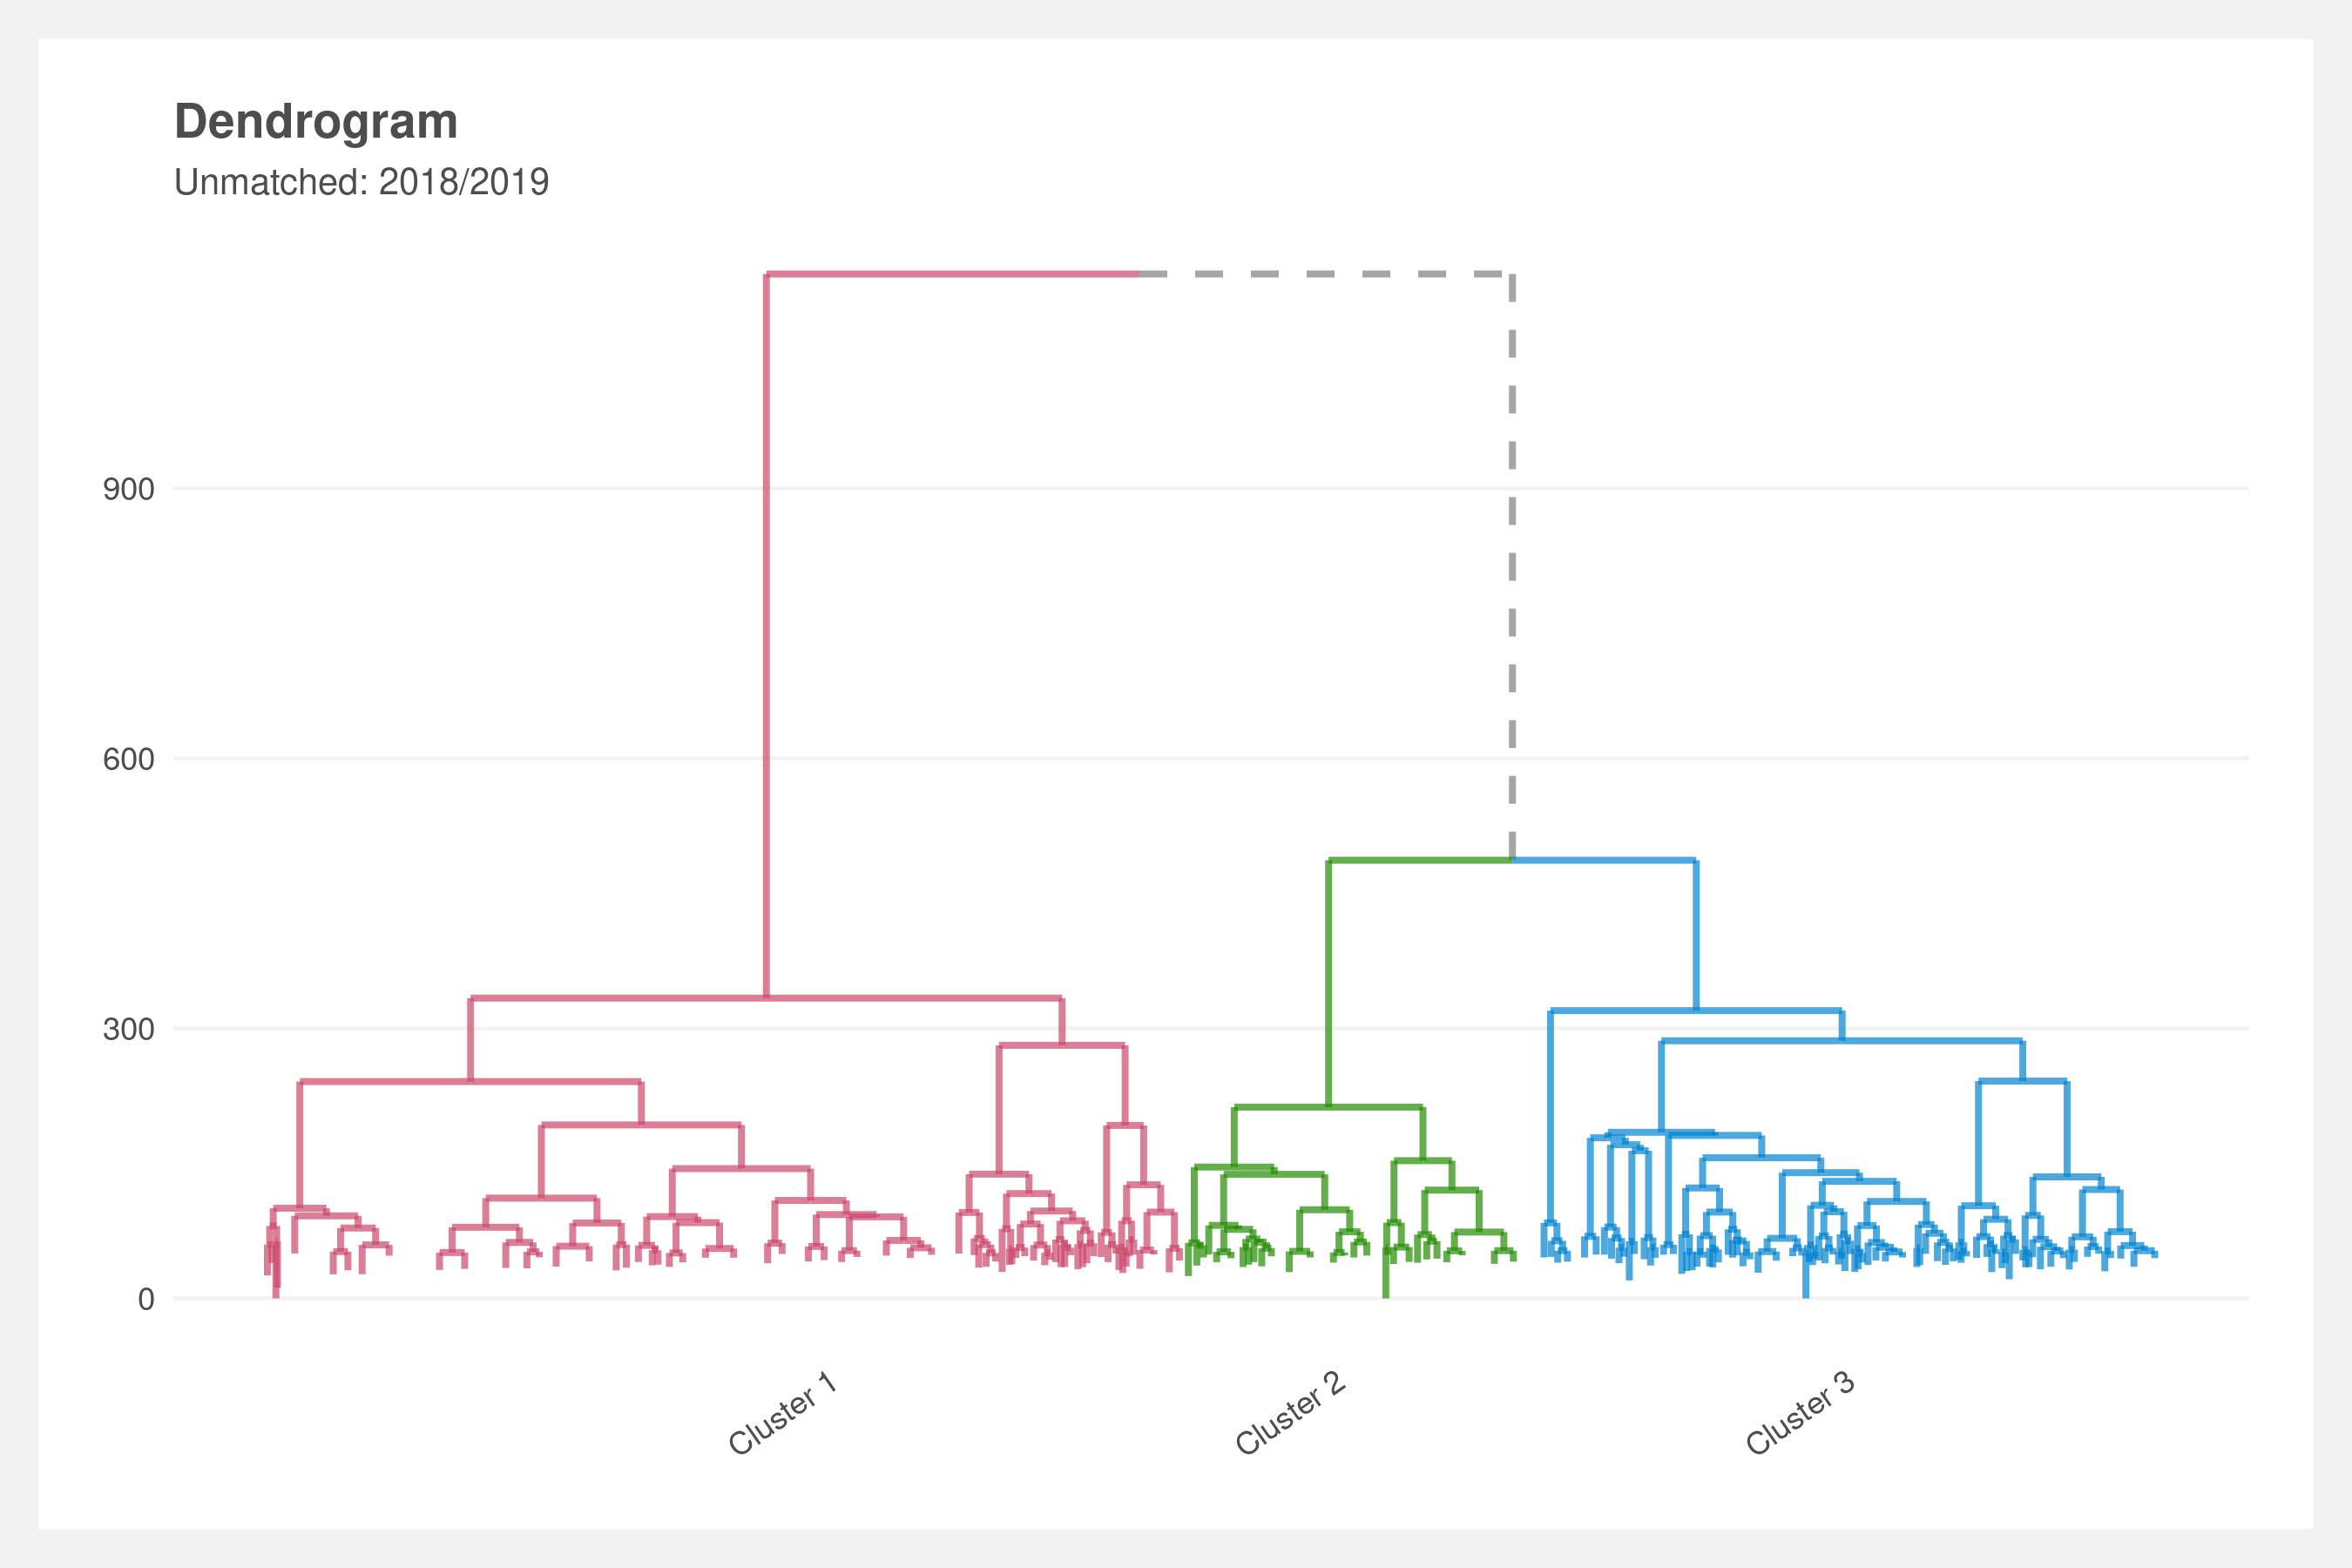 Dendrogram
Unmatched: 2018/2019
900
600
300
0
Cluster 1
Cluster 2
Cluster 3